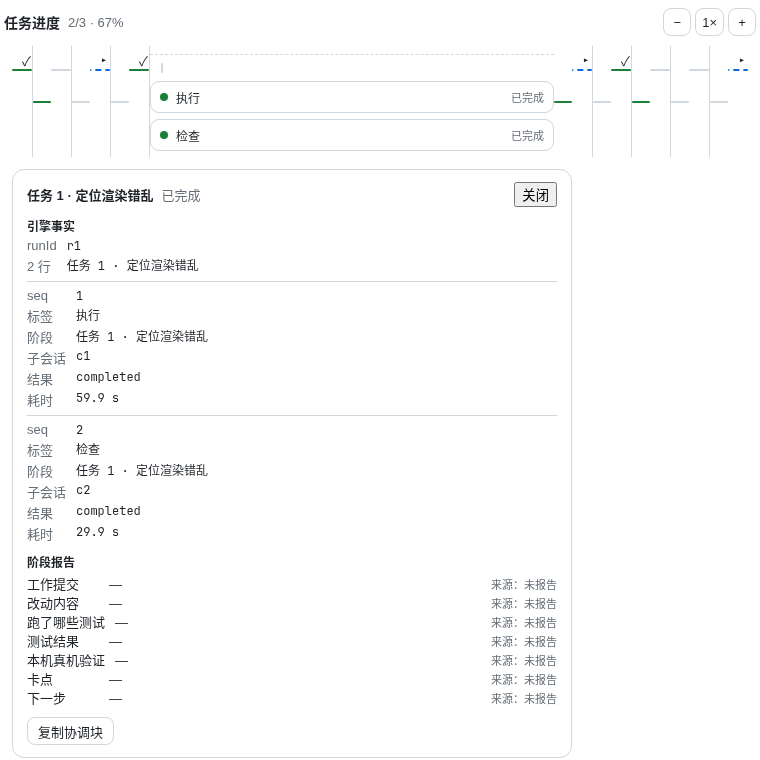 任务进度 2/3 · 67% − 1× +
✓ ▸ ✓ ▸ ✓ ▸
执行 已完成
检查 已完成
任务 1 · 定位渲染错乱 已完成 关闭
引擎事实
runId r1
2 行 任务 1 · 定位渲染错乱
seq 1
标签 执行
阶段 任务 1 · 定位渲染错乱
子会话 c1
结果 completed
耗时 59.9 s
seq 2
标签 检查
阶段 任务 1 · 定位渲染错乱
子会话 c2
结果 completed
耗时 29.9 s
阶段报告
工作提交 — 来源：未报告
改动内容 — 来源：未报告
跑了哪些测试 — 来源：未报告
测试结果 — 来源：未报告
本机真机验证 — 来源：未报告
卡点 — 来源：未报告
下一步 — 来源：未报告
复制协调块